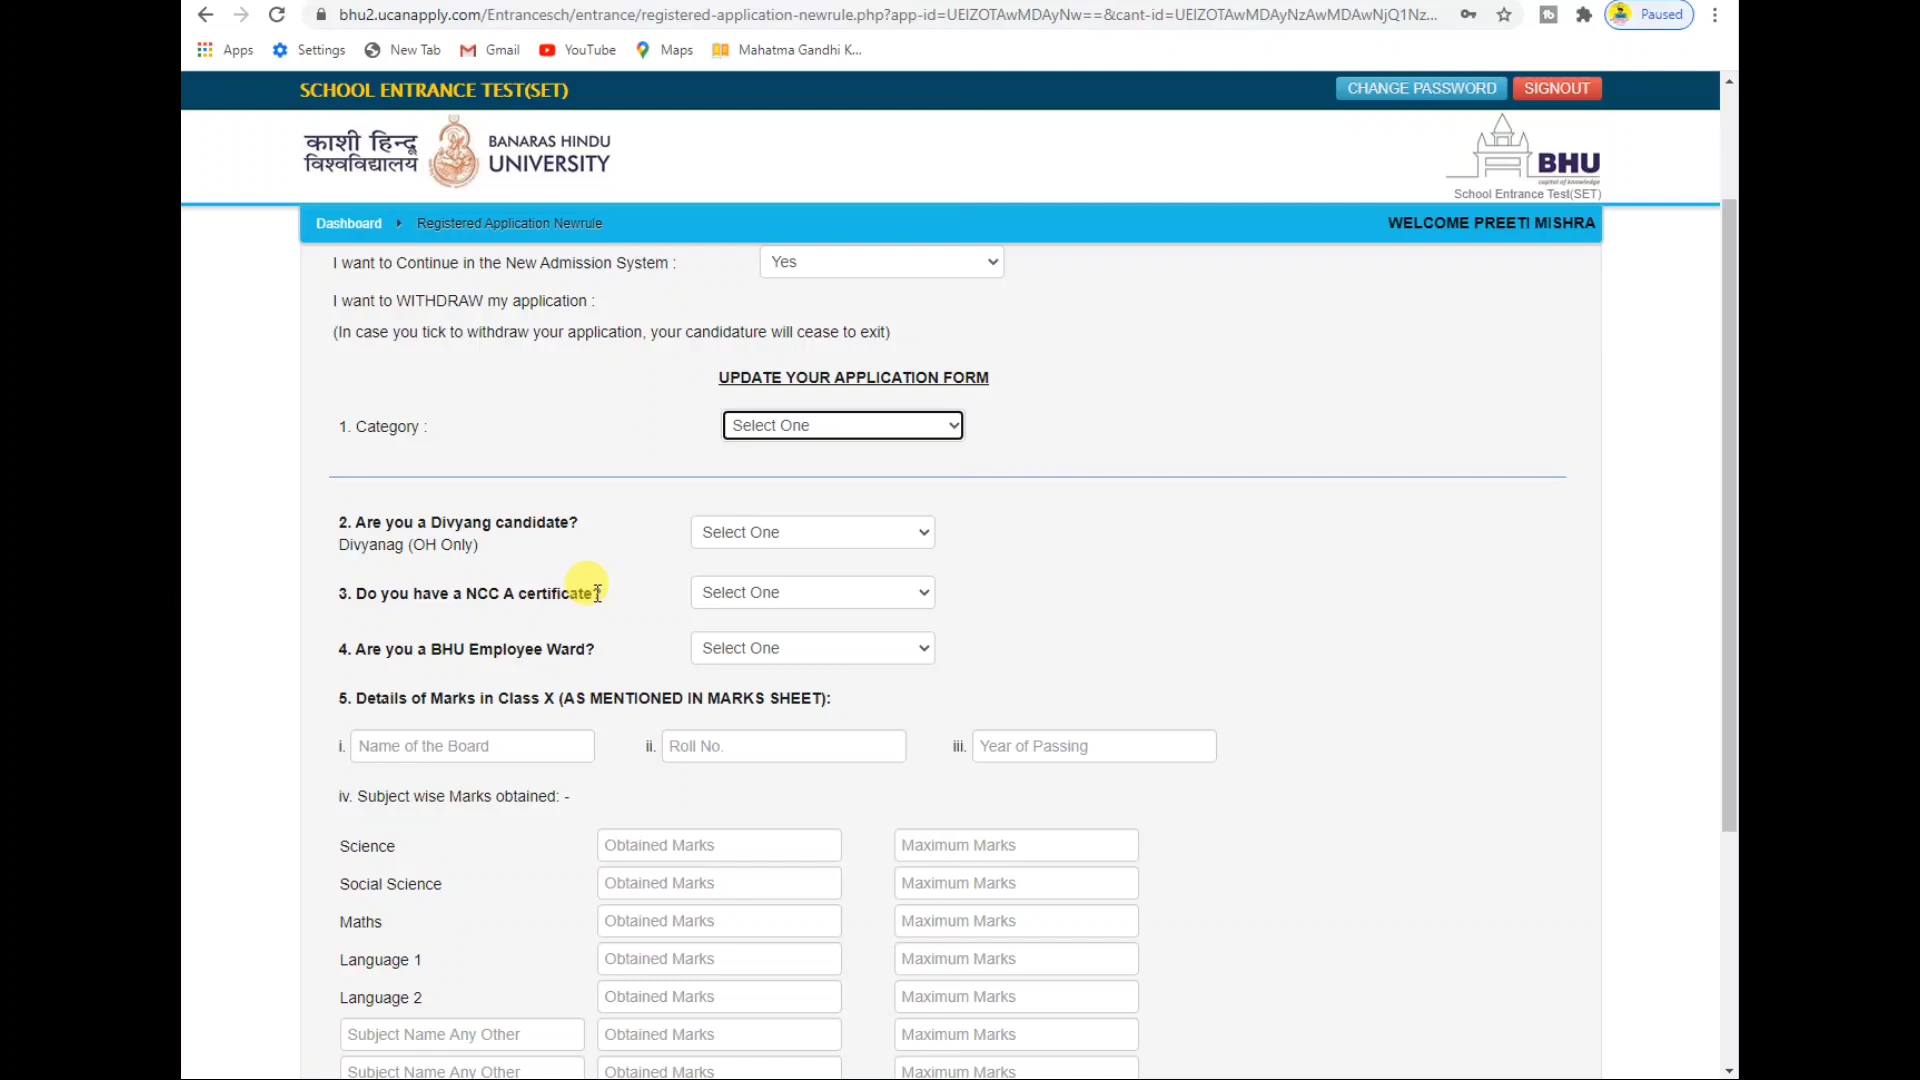 bhu2.ucanapply.com/Entrancesch/entrance/registered-application-newrule.php?app-id=UElZOTAwMDAyNw==&cant-id=UElZOTAwMDAyNzAwMDAwNjQ1Nz...
Paused
Apps Settings New Tab Gmail YouTube Maps Mahatma Gandhi K...
SCHOOL ENTRANCE TEST(SET)
CHANGE PASSWORD SIGNOUT
काशी हिन्दू
विश्वविद्यालय
BANARAS HINDU
UNIVERSITY
BHU
capital of knowledge
School Entrance Test(SET)
Dashboard Registered Application Newrule WELCOME PREETI MISHRA
I want to Continue in the New Admission System : Yes
I want to WITHDRAW my application :
(In case you tick to withdraw your application, your candidature will cease to exit)
UPDATE YOUR APPLICATION FORM
1. Category : Select One
2. Are you a Divyang candidate? Select One
Divyanag (OH Only)
3. Do you have a NCC A certificate? Select One
4. Are you a BHU Employee Ward? Select One
5. Details of Marks in Class X (AS MENTIONED IN MARKS SHEET):
i. Name of the Board ii. Roll No. iii. Year of Passing
iv. Subject wise Marks obtained: -
Science Obtained Marks Maximum Marks
Social Science Obtained Marks Maximum Marks
Maths Obtained Marks Maximum Marks
Language 1 Obtained Marks Maximum Marks
Language 2 Obtained Marks Maximum Marks
Subject Name Any Other Obtained Marks Maximum Marks
Subject Name Any Other Obtained Marks Maximum Marks